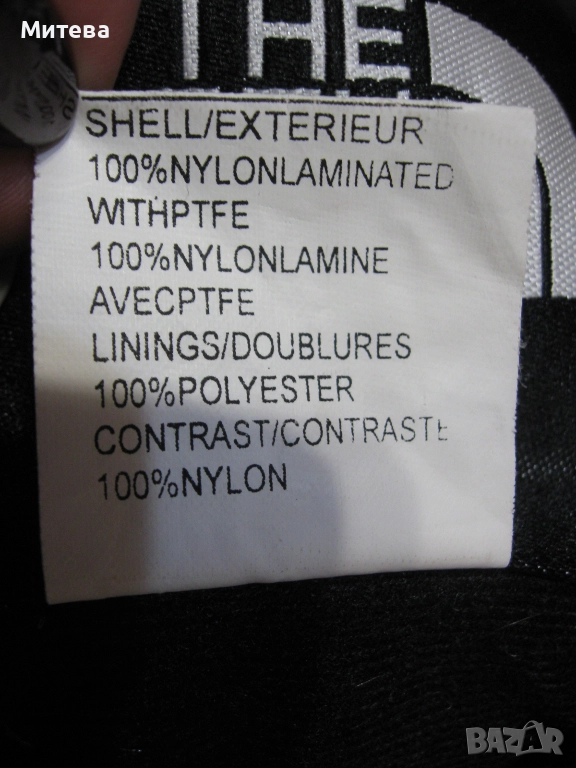 Митева
THE
SHELL/EXTERIEUR
100%NYLONLAMINATED
WITHPTFE
100%NYLONLAMINE
AVECPTFE
LININGS/DOUBLURES
100%POLYESTER
CONTRAST/CONTRASTE
100%NYLON
BAZAR